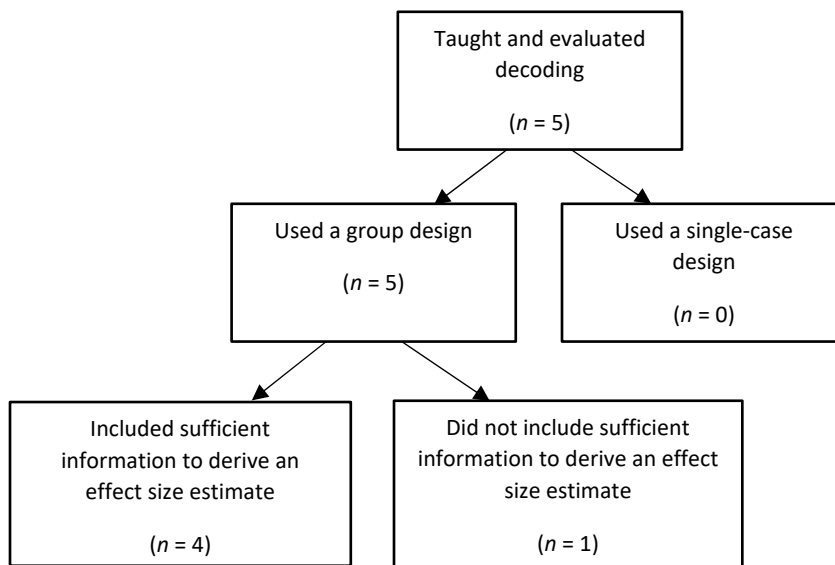 Taught and evaluated
decoding
(n = 5)
Used a group design
(n = 5)
Used a single-case
design
(n = 0)
Included sufficient
information to derive an
effect size estimate
(n = 4)
Did not include sufficient
information to derive an effect
size estimate
(n = 1)